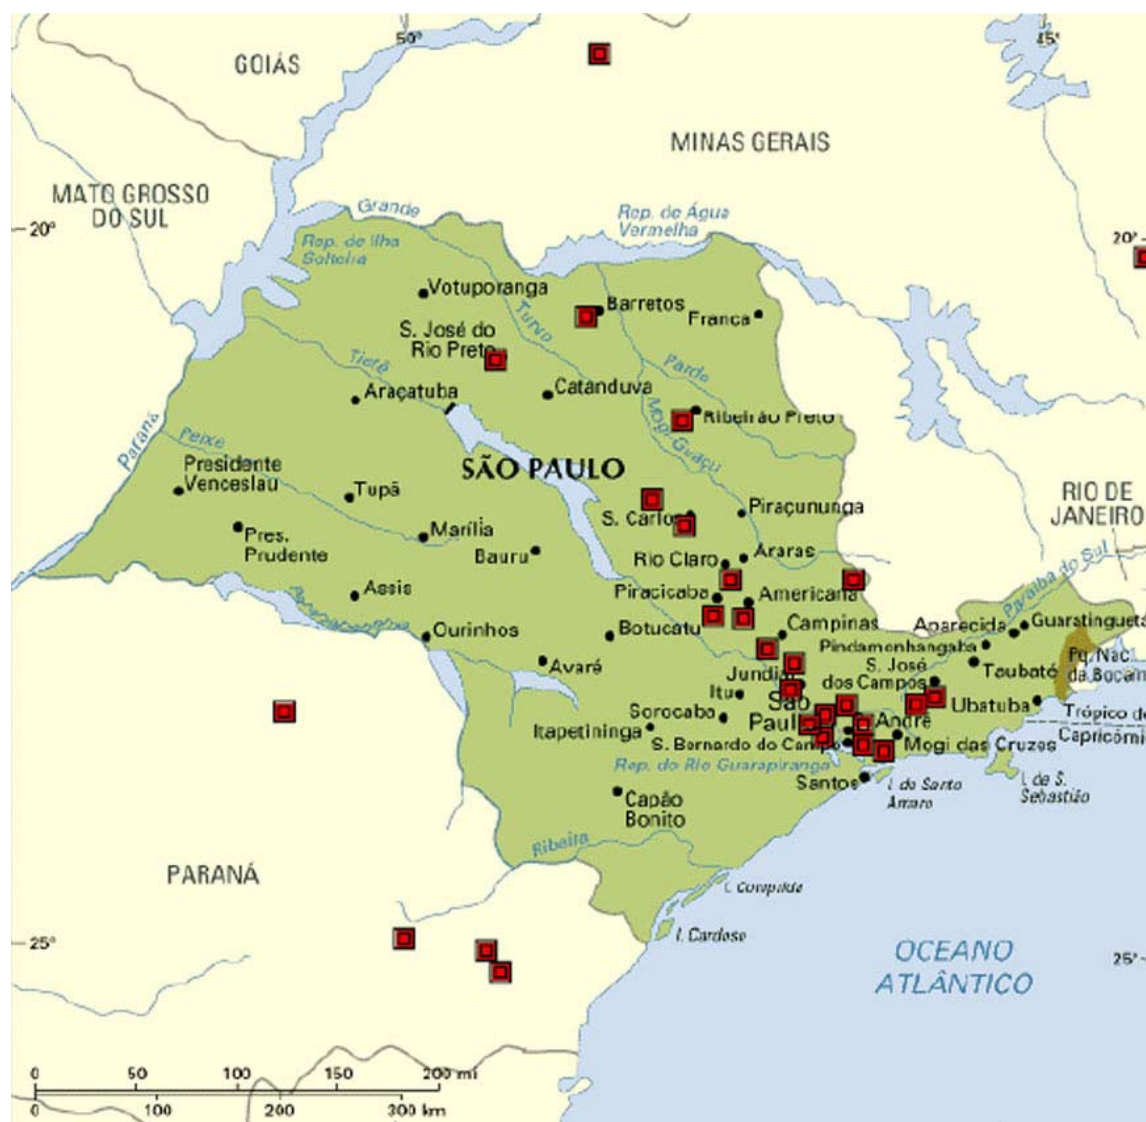 50°
45°
GOIÁS
MINAS GERAIS
MATO GROSSO
DO SUL
Grande
Rep. de Água
Vermelha
20°
20°
Rep. de Ilha
Solteira
Votuporanga
Turvo
Barretos
Franca
S. José do
Rio Preto
Tietê
Pardo
Araçatuba
Catanduva
Paraná
Peixe
Mogi Guaçu
Ribeirão Preto
SÃO PAULO
Presidente
Venceslau
Tupã
RIO DE
JANEIRO
S. Carlos
Piraçununga
Pres.
Prudente
Marília
Bauru
Rio Claro
Araras
Paraíba do Sul
Assis
Piracicaba
Americana
Paranapanema
Ourinhos
Botucatu
Campinas
Aparecida
Guaratinguetá
Pindamonhangaba
Avaré
Jundiaí
S. José
dos Campos
Taubaté
Pq. Nac.
da Bocain
Itu
São
Paul
Ubatuba
Sorocaba
André
Trópico de
Capricórni
Itapetininga
S. Bernardo do Campo
Mogi das Cruzes
Rep. do Rio Guarapiranga
Santos
I. de Santo
Amaro
I. de S.
Sebastião
Capão
Bonito
Ribeira
PARANÁ
I. Comprida
I. Cardoso
25°
25°
OCEANO
ATLÂNTICO
0 50 100 150 200 mi
0 100 200 300 km